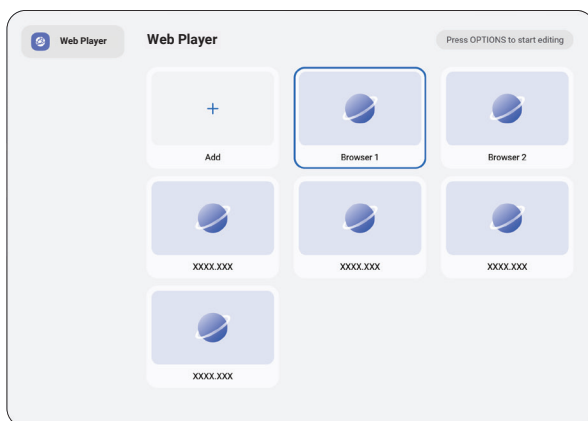 Web Player
Web Player
Press OPTIONS to start editing
Add
Browser 1
Browser 2
XXXX.XXX
XXXX.XXX
XXXX.XXX
XXXX.XXX